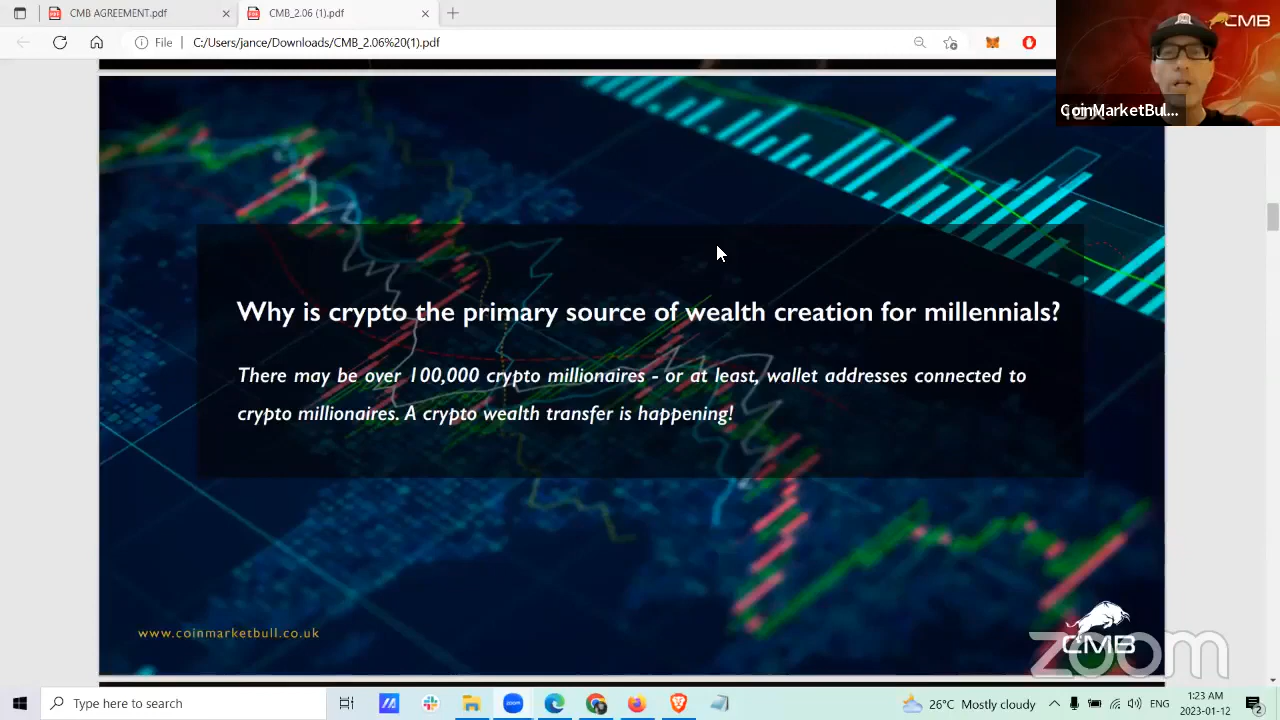 CMB AGREEMENT.pdf
CMB_2.06 (1).pdf
File
C:/Users/jance/Downloads/CMB_2.06%20(1).pdf
CMB
CoinMarketBul...
Why is crypto the primary source of wealth creation for millennials?
There may be over 100,000 crypto millionaires - or at least, wallet addresses connected to
crypto millionaires. A crypto wealth transfer is happening!
www.coinmarketbull.co.uk
CMB
zoom
Type here to search
zoom
26°C Mostly cloudy
ENG
1:23 AM
2023-01-12
2